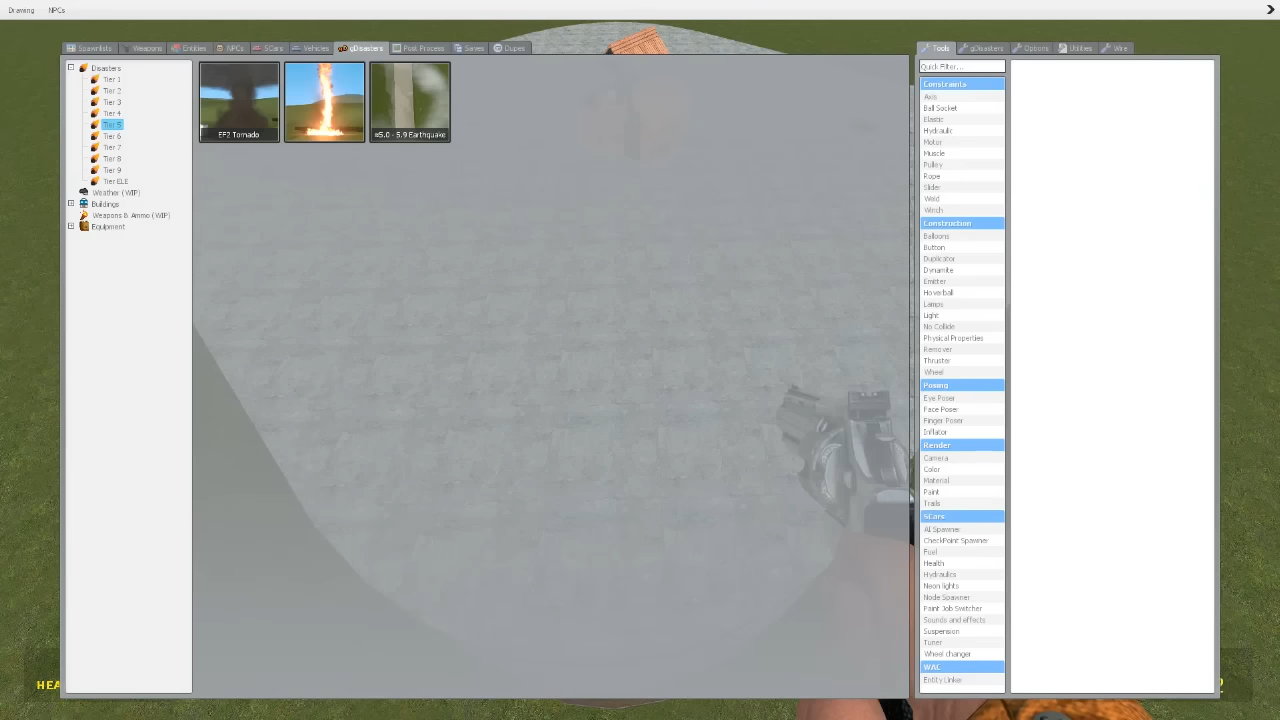 Drawing NPCs
Spawnlists Weapons Entities NPCs SCars Vehicles gDisasters Post Process Saves Dupes
Tools gDisasters Options Utilities Wire
Disasters
Tier 1
Tier 2
Tier 3
Tier 4
Tier 5
Tier 6
Tier 7
Tier 8
Tier 9
Tier ELE
Weather (WIP)
Buildings
Weapons & Ammo (WIP)
Equipment
EF2 Tornado
≈5.0 - 5.9 Earthquake
Quick Filter...
Constraints
Axis
Ball Socket
Elastic
Hydraulic
Motor
Muscle
Pulley
Rope
Slider
Weld
Winch
Construction
Balloons
Button
Duplicator
Dynamite
Emitter
Hoverball
Lamps
Light
No Collide
Physical Properties
Remover
Thruster
Wheel
Posing
Eye Poser
Face Poser
Finger Poser
Inflator
Render
Camera
Color
Material
Paint
Trails
SCars
AI Spawner
CheckPoint Spawner
Fuel
Health
Hydraulics
Neon lights
Node Spawner
Paint Job Switcher
Sounds and effects
Suspension
Tuner
Wheel changer
WAC
Entity Linker
HEA